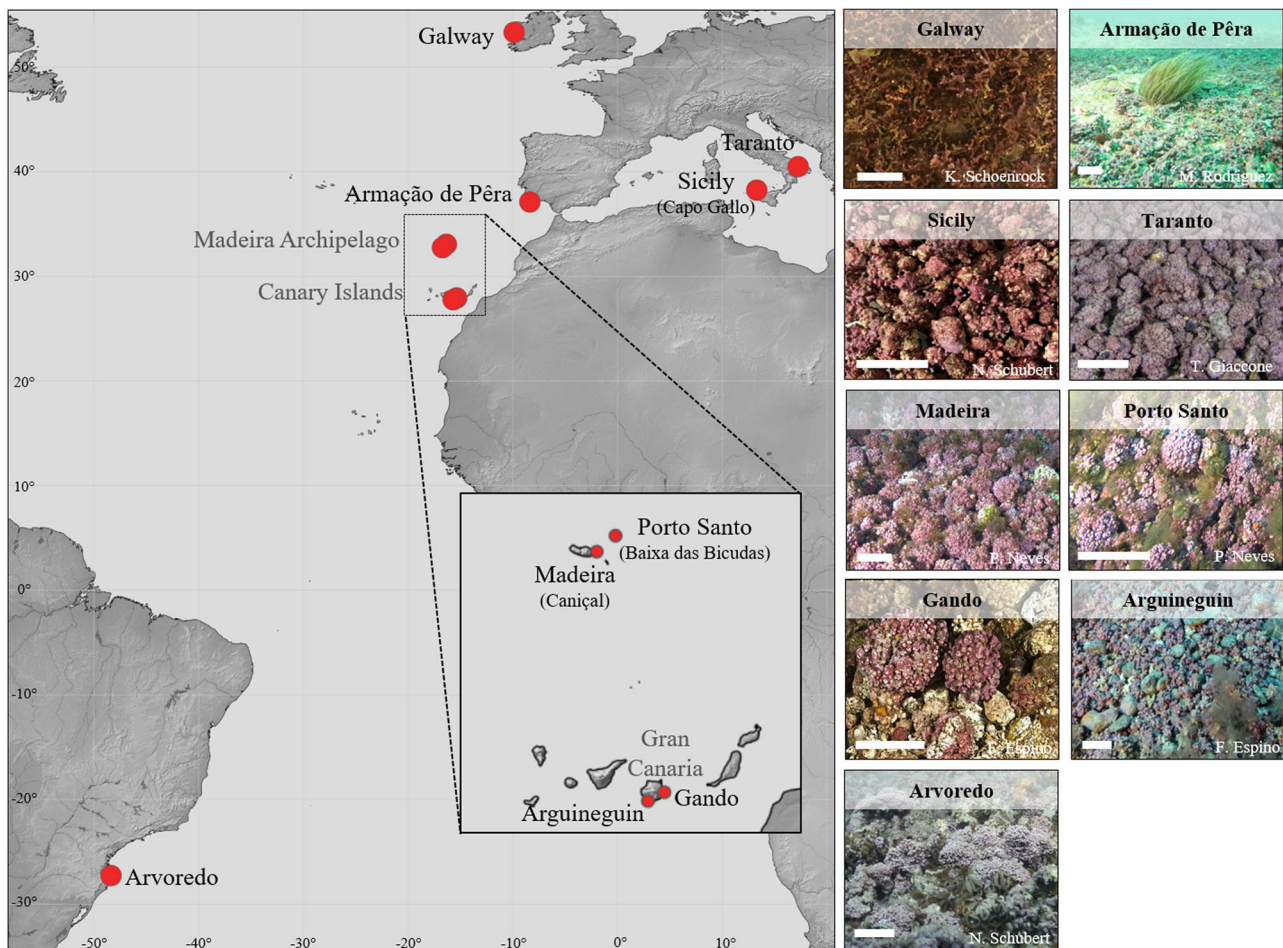 Galway
50°
Taranto
40°
Sicily
(Capo Gallo)
Armação de Pêra
Madeira Archipelago
30°
Canary Islands
20°
10°
Porto Santo
(Baixa das Bicudas)
Madeira
(Caniçal)
0°
-10°
Gran
Canaria
-20°
Gando
Arguineguin
Arvoredo
-30°
-50°
-40°
-30°
-20°
-10°
0°
10°
Galway
K. Schoenrock
Armação de Pêra
M. Rodríguez
Sicily
N. Schubert
Taranto
T. Giaccone
Madeira
P. Neves
Porto Santo
P. Neves
Gando
F. Espino
Arguineguin
F. Espino
Arvoredo
N. Schubert